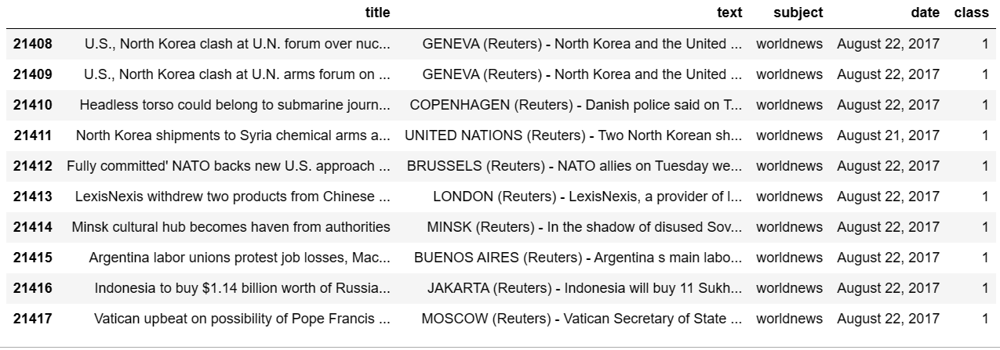 title text subject date class
21408 U.S., North Korea clash at U.N. forum over nuc... GENEVA (Reuters) - North Korea and the United ... worldnews August 22, 2017 1
21409 U.S., North Korea clash at U.N. arms forum on ... GENEVA (Reuters) - North Korea and the United ... worldnews August 22, 2017 1
21410 Headless torso could belong to submarine journ... COPENHAGEN (Reuters) - Danish police said on T... worldnews August 22, 2017 1
21411 North Korea shipments to Syria chemical arms a... UNITED NATIONS (Reuters) - Two North Korean sh... worldnews August 21, 2017 1
21412 Fully committed' NATO backs new U.S. approach ... BRUSSELS (Reuters) - NATO allies on Tuesday we... worldnews August 22, 2017 1
21413 LexisNexis withdrew two products from Chinese ... LONDON (Reuters) - LexisNexis, a provider of l... worldnews August 22, 2017 1
21414 Minsk cultural hub becomes haven from authorities MINSK (Reuters) - In the shadow of disused Sov... worldnews August 22, 2017 1
21415 Argentina labor unions protest job losses, Mac... BUENOS AIRES (Reuters) - Argentina s main labo... worldnews August 22, 2017 1
21416 Indonesia to buy $1.14 billion worth of Russia... JAKARTA (Reuters) - Indonesia will buy 11 Sukh... worldnews August 22, 2017 1
21417 Vatican upbeat on possibility of Pope Francis ... MOSCOW (Reuters) - Vatican Secretary of State ... worldnews August 22, 2017 1